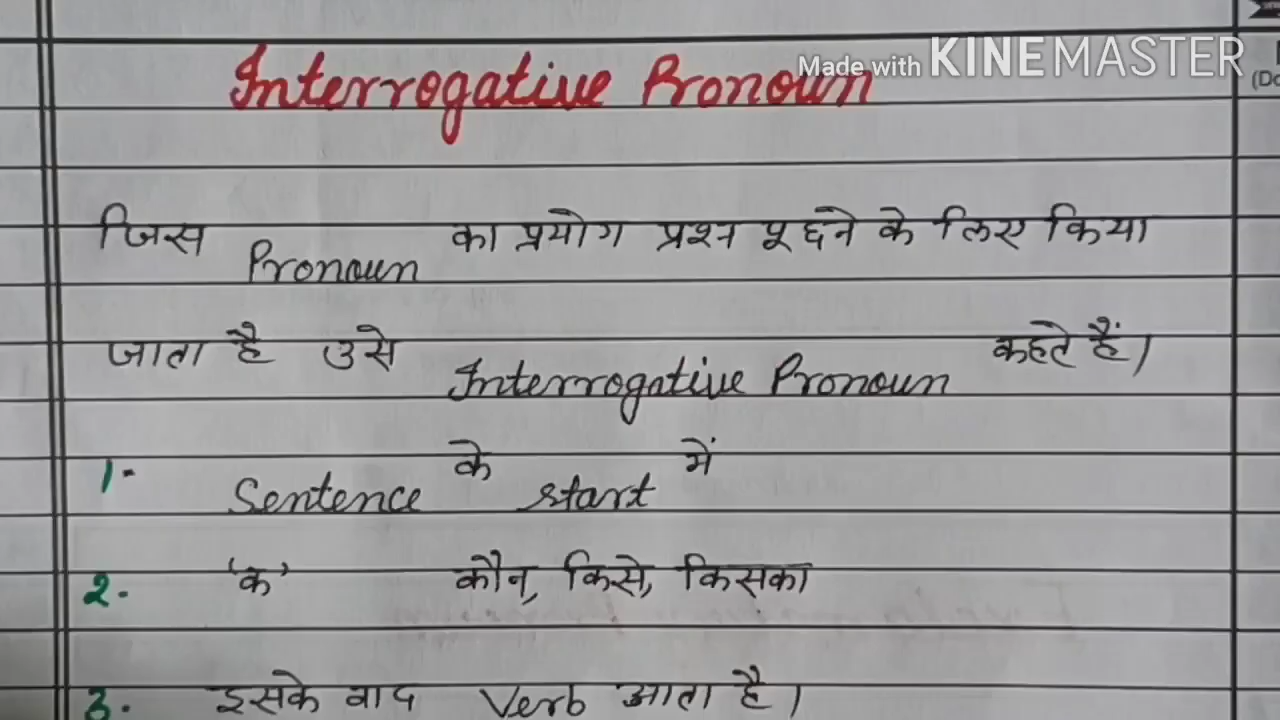 Made with KINEMASTER
Interrogative Pronoun
(Do
जिस Pronoun का प्रयोग प्रश्न पूछने के लिए किया
जाता है उसे Interrogative Pronoun कहते हैं।
1. Sentence के start में
2. 'क' कौन, किसे, किसका
3. इसके बाद Verb आता है।